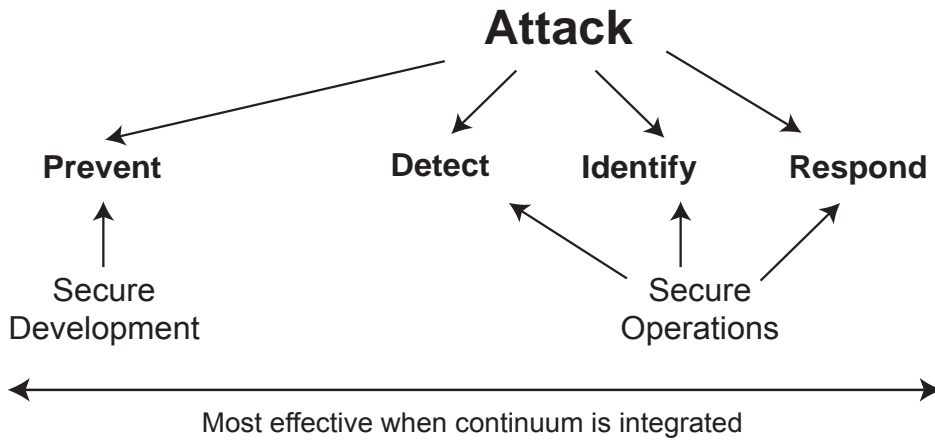 Attack
Prevent
Detect
Identify
Respond
Secure
Development
Secure
Operations
Most effective when continuum is integrated